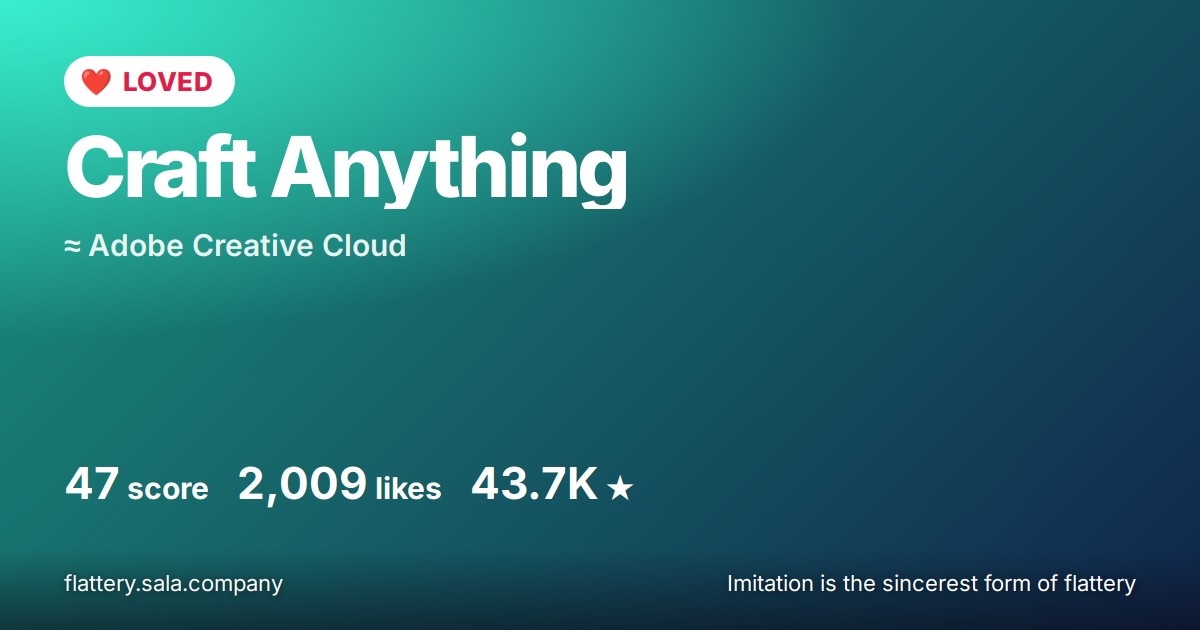 ❤️ LOVED
Craft Anything
≈ Adobe Creative Cloud
47 score 2,009 likes 43.7K ★
flattery.sala.company
Imitation is the sincerest form of flattery